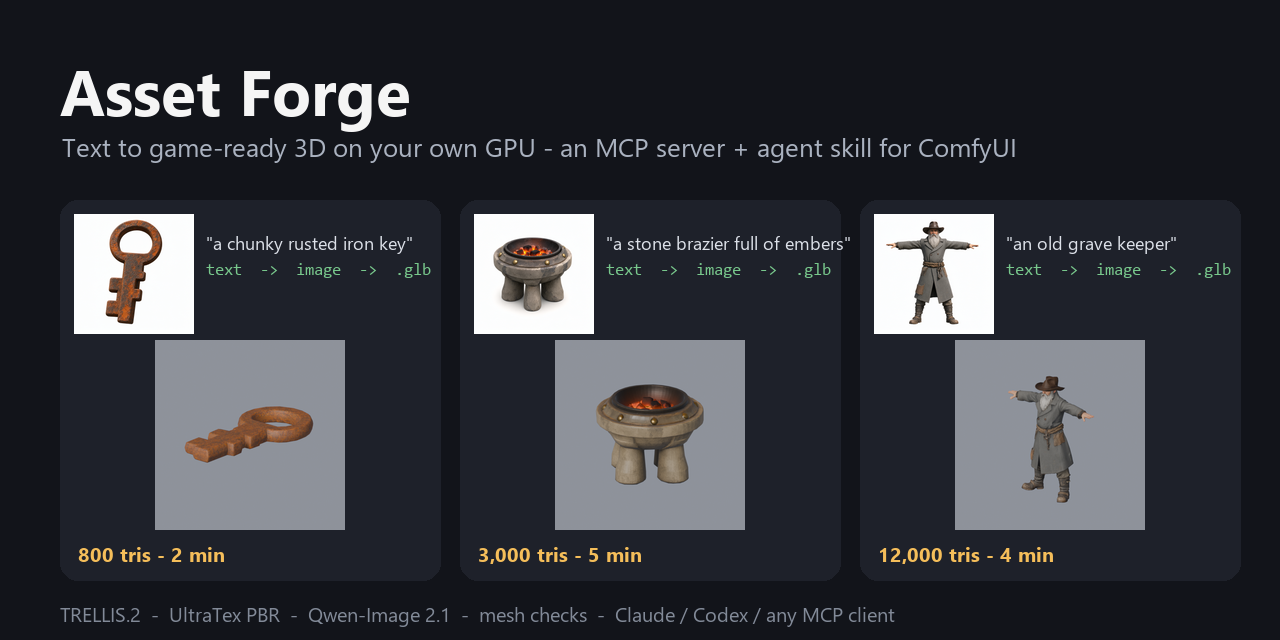 Asset Forge
Text to game-ready 3D on your own GPU - an MCP server + agent skill for ComfyUI
"a chunky rusted iron key"
text -> image -> .glb
800 tris - 2 min
"a stone brazier full of embers"
text -> image -> .glb
3,000 tris - 5 min
"an old grave keeper"
text -> image -> .glb
12,000 tris - 4 min
TRELLIS.2 - UltraTex PBR - Qwen-Image 2.1 - mesh checks - Claude / Codex / any MCP client